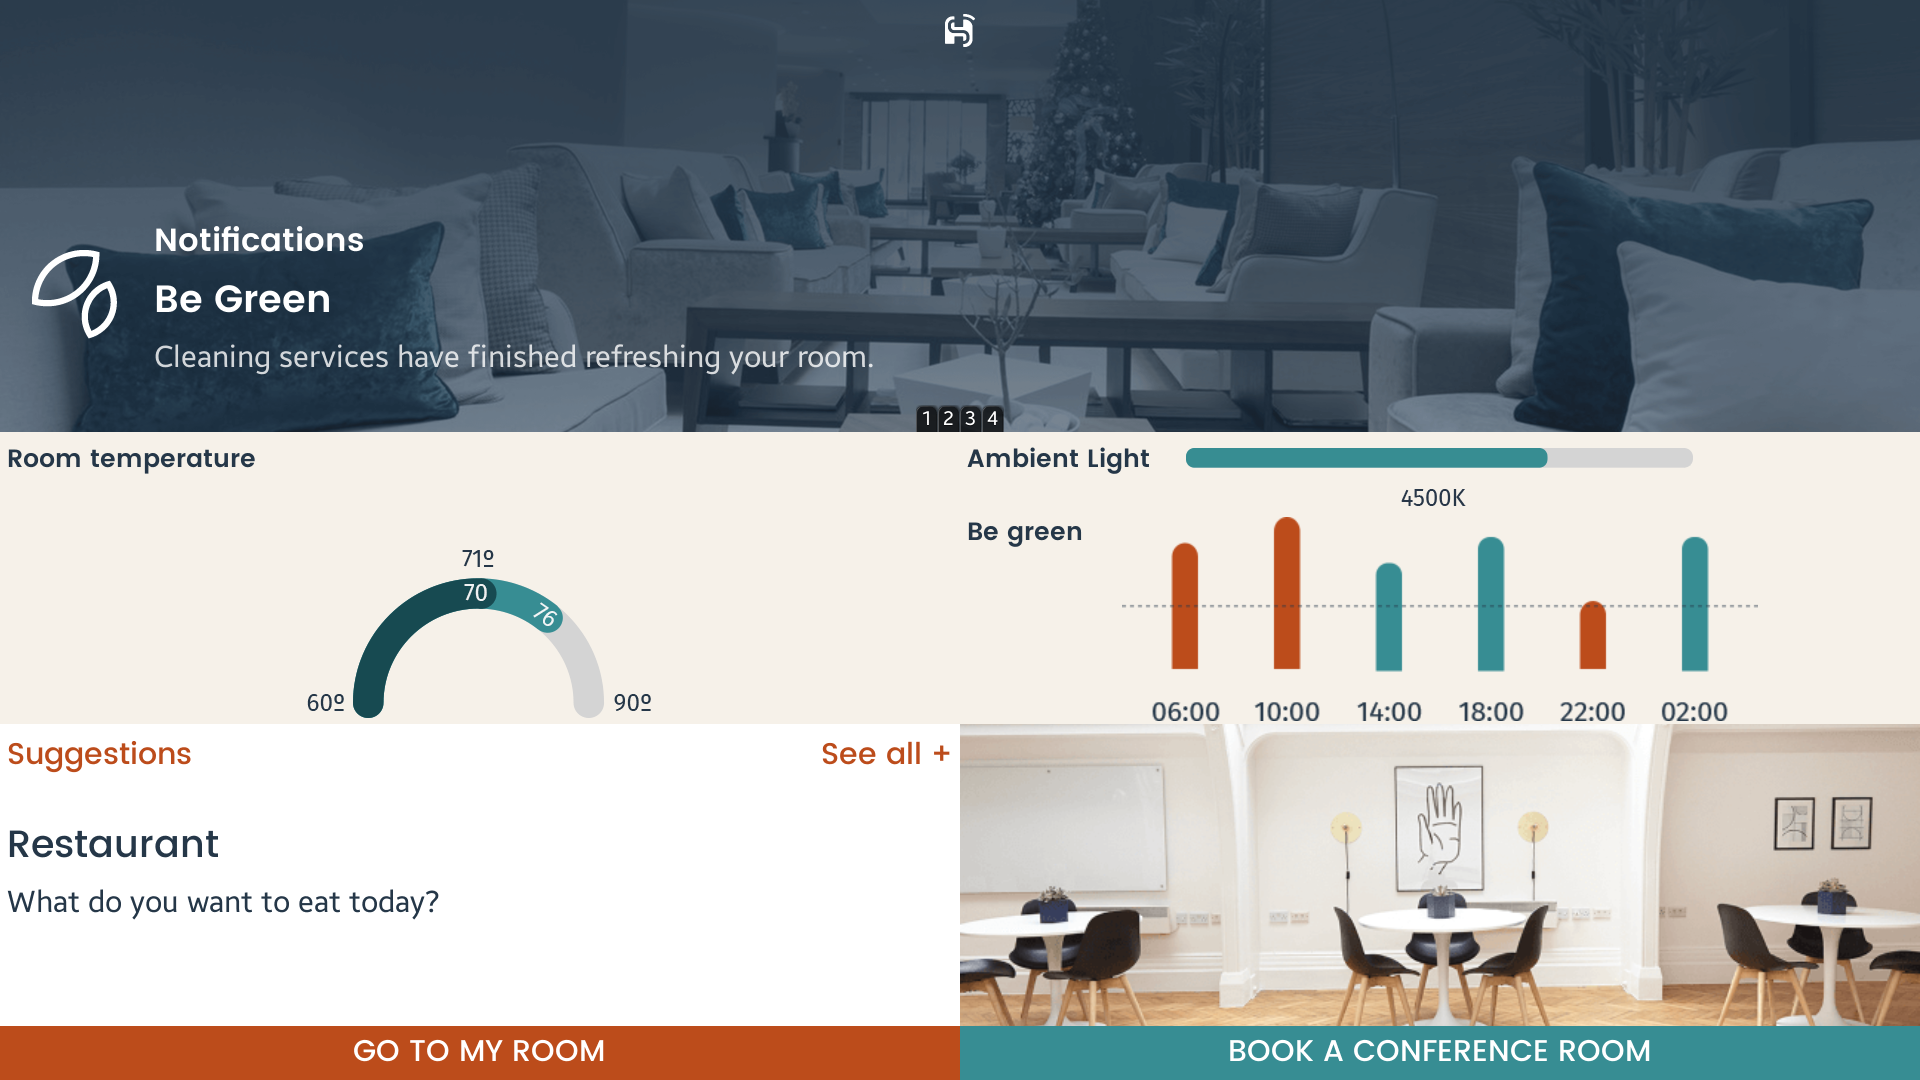 Notifications
Be Green
Cleaning services have finished refreshing your room.
1 2 3 4
Room temperature
71º
70
76
60º
90º
Ambient Light
4500K
Be green
06:00 10:00 14:00 18:00 22:00 02:00
Suggestions
See all +
Restaurant
What do you want to eat today?
GO TO MY ROOM
BOOK A CONFERENCE ROOM